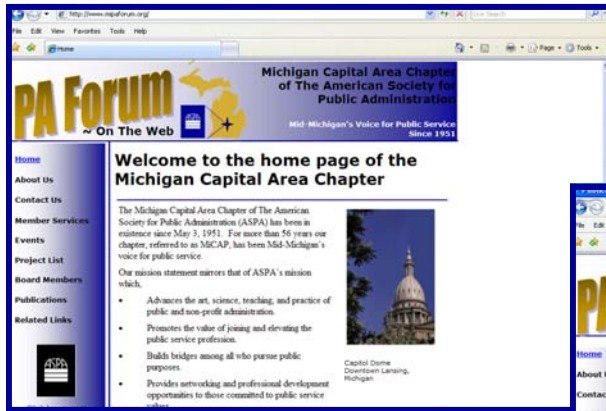 http://www.mipaforum.org/
Live Search
File Edit View Favorites Tools Help
Home
Page
Tools
PA Forum
~ On The Web
Michigan Capital Area Chapter
of The American Society for
Public Administration
Mid-Michigan's Voice for Public Service
Since 1951
Home
About Us
Contact Us
Member Services
Events
Project List
Board Members
Publications
Related Links
ASPA
Welcome to the home page of the
Michigan Capital Area Chapter
The Michigan Capital Area Chapter of The American
Society for Public Administration (ASPA) has been in
existence since May 3, 1951. For more than 56 years our
chapter, referred to as MiCAP, has been Mid-Michigan's
voice for public service.
Our mission statement mirrors that of ASPA's mission
which,
• Advances the art, science, teaching, and practice of
public and non-profit administration.
• Promotes the value of joining and elevating the
public service profession.
• Builds bridges among all who pursue public
purposes.
• Provides networking and professional development
opportunities to those committed to public service
values.
Capitol Dome
Downtown Lansing,
Michigan
File Edit
Home
About
Contac